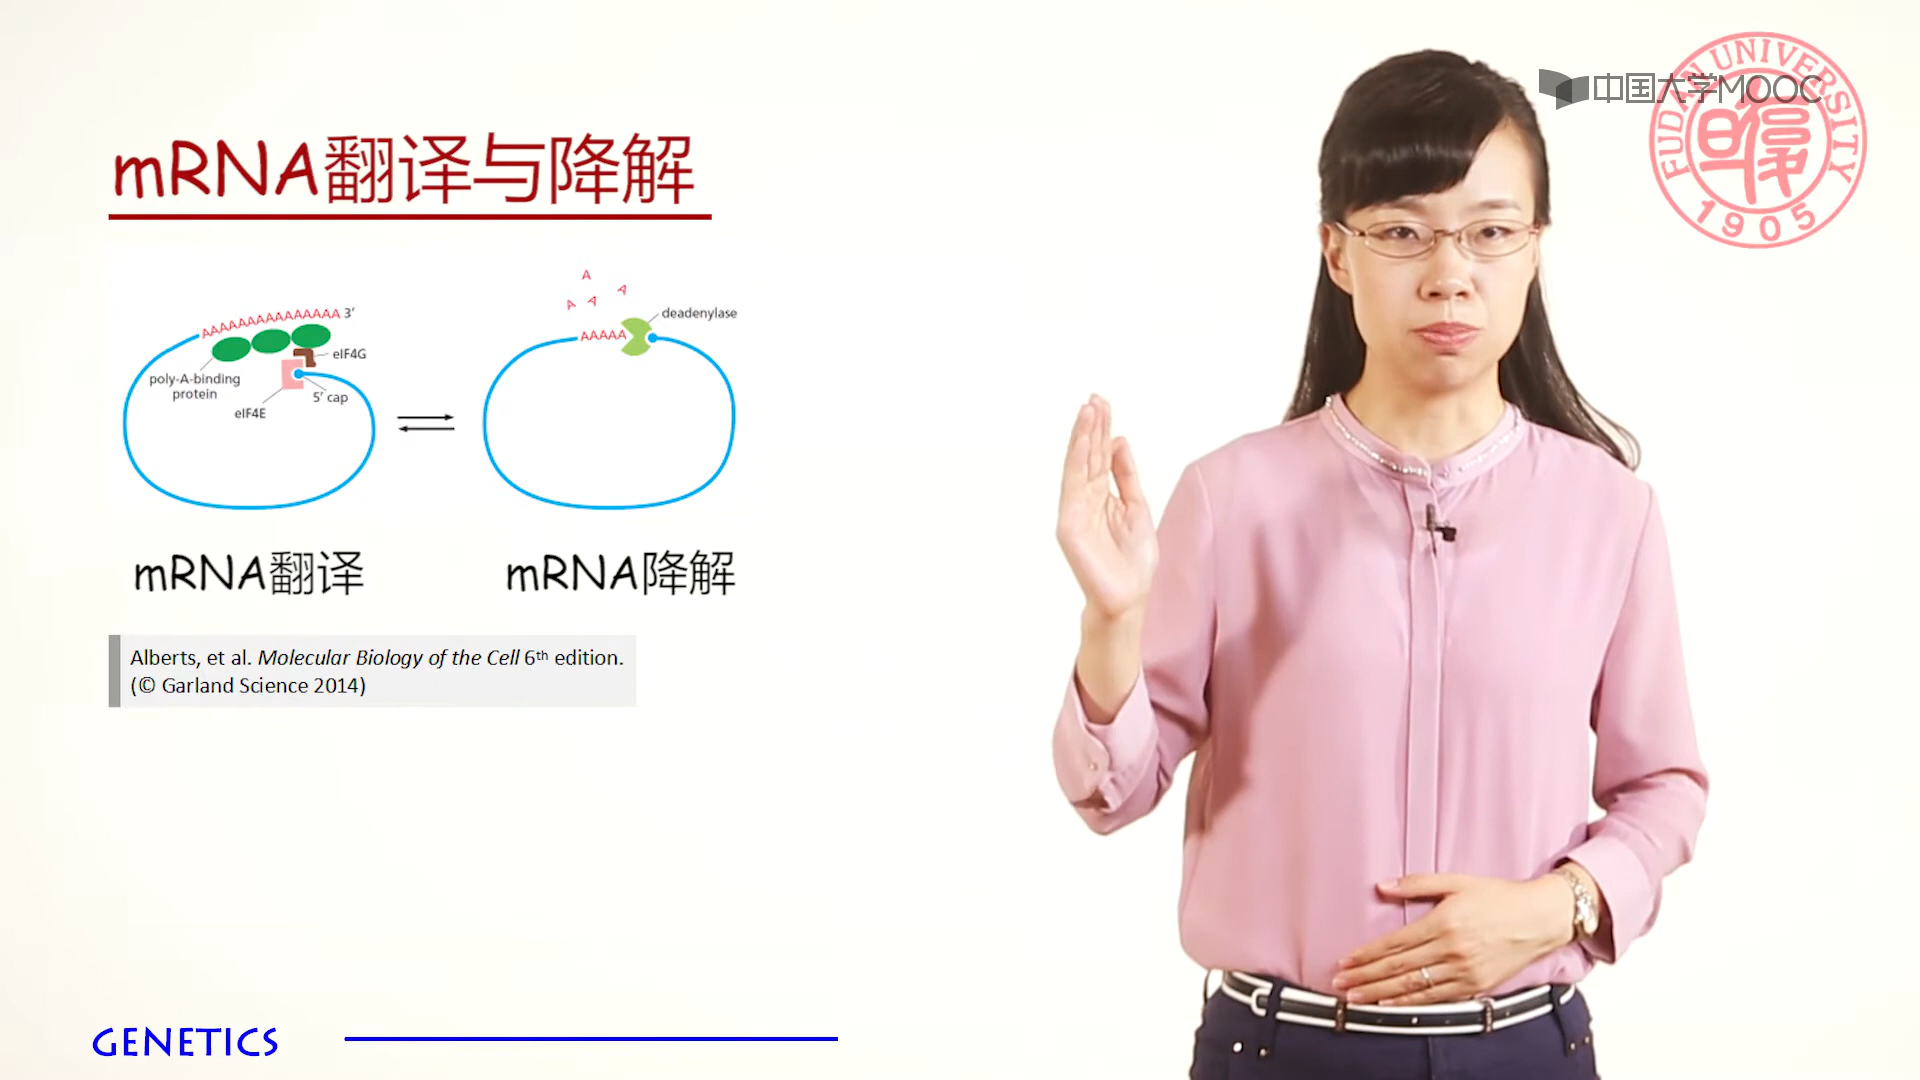 中国大学MOOC
FUDAN UNIVERSITY
1905
mRNA翻译与降解
AAAAAAAAAAAAAAA 3′
poly-A-binding
protein
eIF4G
5′ cap
eIF4E
A
A A A
AAAAA
deadenylase
mRNA翻译
mRNA降解
Alberts, et al. Molecular Biology of the Cell 6th edition.
(© Garland Science 2014)
GENETICS